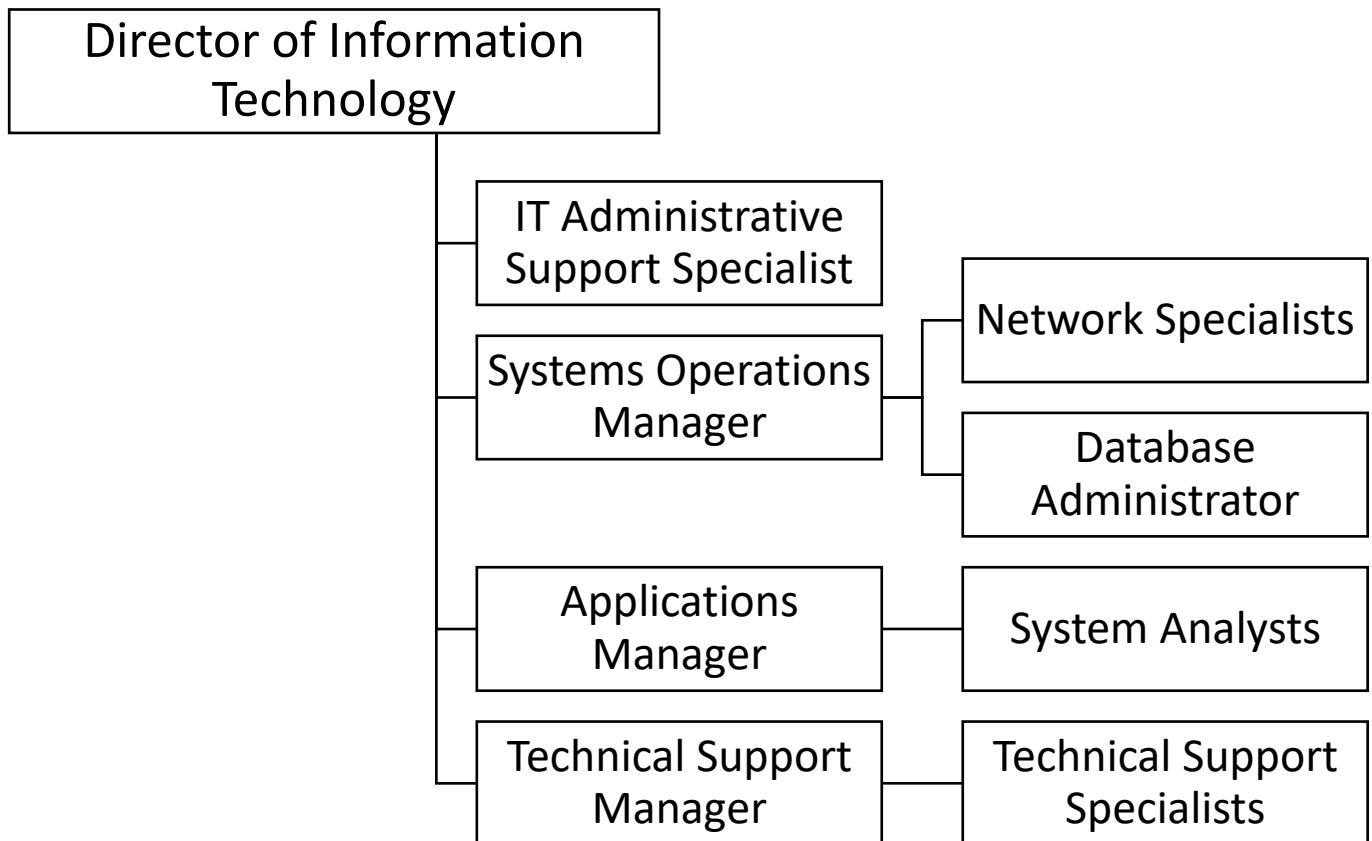 Director of Information
Technology
IT Administrative
Support Specialist
Network Specialists
Systems Operations
Manager
Database
Administrator
Applications
Manager
System Analysts
Technical Support
Manager
Technical Support
Specialists